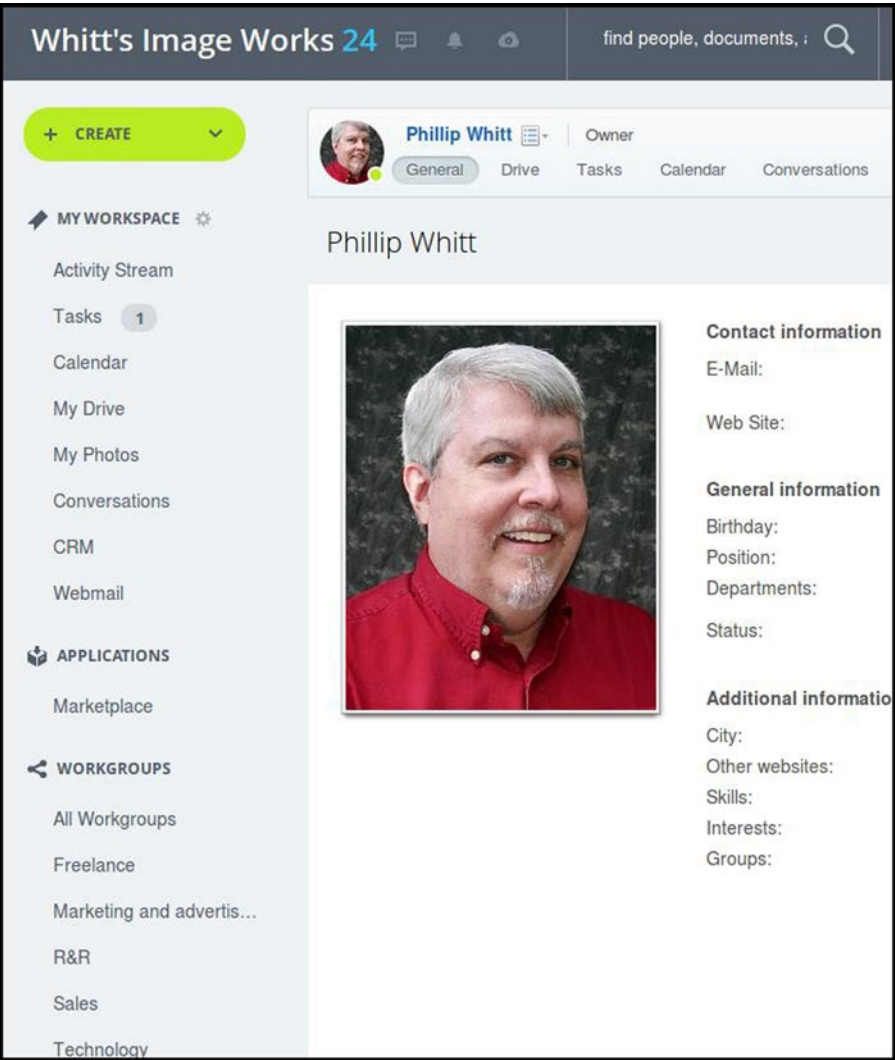 Whitt's Image Works 24
find people, documents,
+ CREATE
Phillip Whitt
Owner
General Drive Tasks Calendar Conversations
Phillip Whitt
MY WORKSPACE
Activity Stream
Tasks 1
Calendar
My Drive
My Photos
Conversations
CRM
Webmail
APPLICATIONS
Marketplace
WORKGROUPS
All Workgroups
Freelance
Marketing and advertis...
R&R
Sales
Technology
Contact information
E-Mail:
Web Site:
General information
Birthday:
Position:
Departments:
Status:
Additional informatio
City:
Other websites:
Skills:
Interests:
Groups: